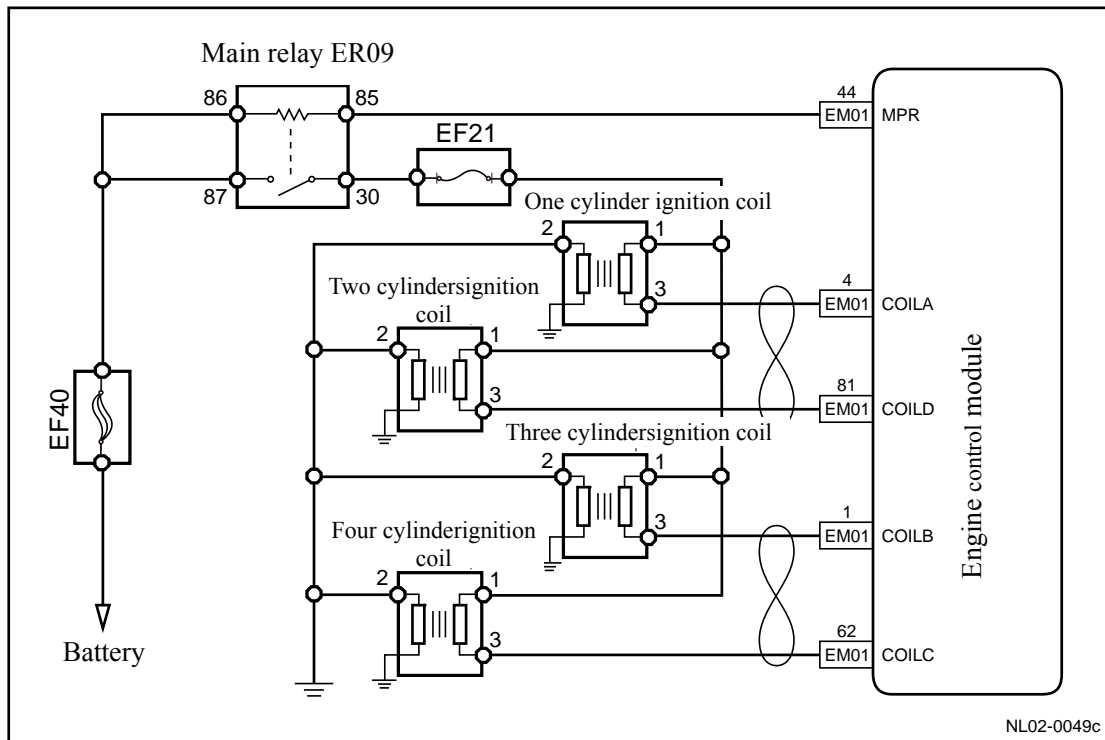 Main relay ER09
86
85
87
30
EF21
44
EM01
MPR
One cylinder ignition coil
2
1
3
4
EM01
COILA
Two cylindersignition
coil
2
1
3
81
EM01
COILD
Three cylindersignition coil
2
1
3
1
EM01
COILB
Four cylinderignition
coil
2
1
3
62
EM01
COILC
EF40
Battery
Engine control module
NL02-0049c